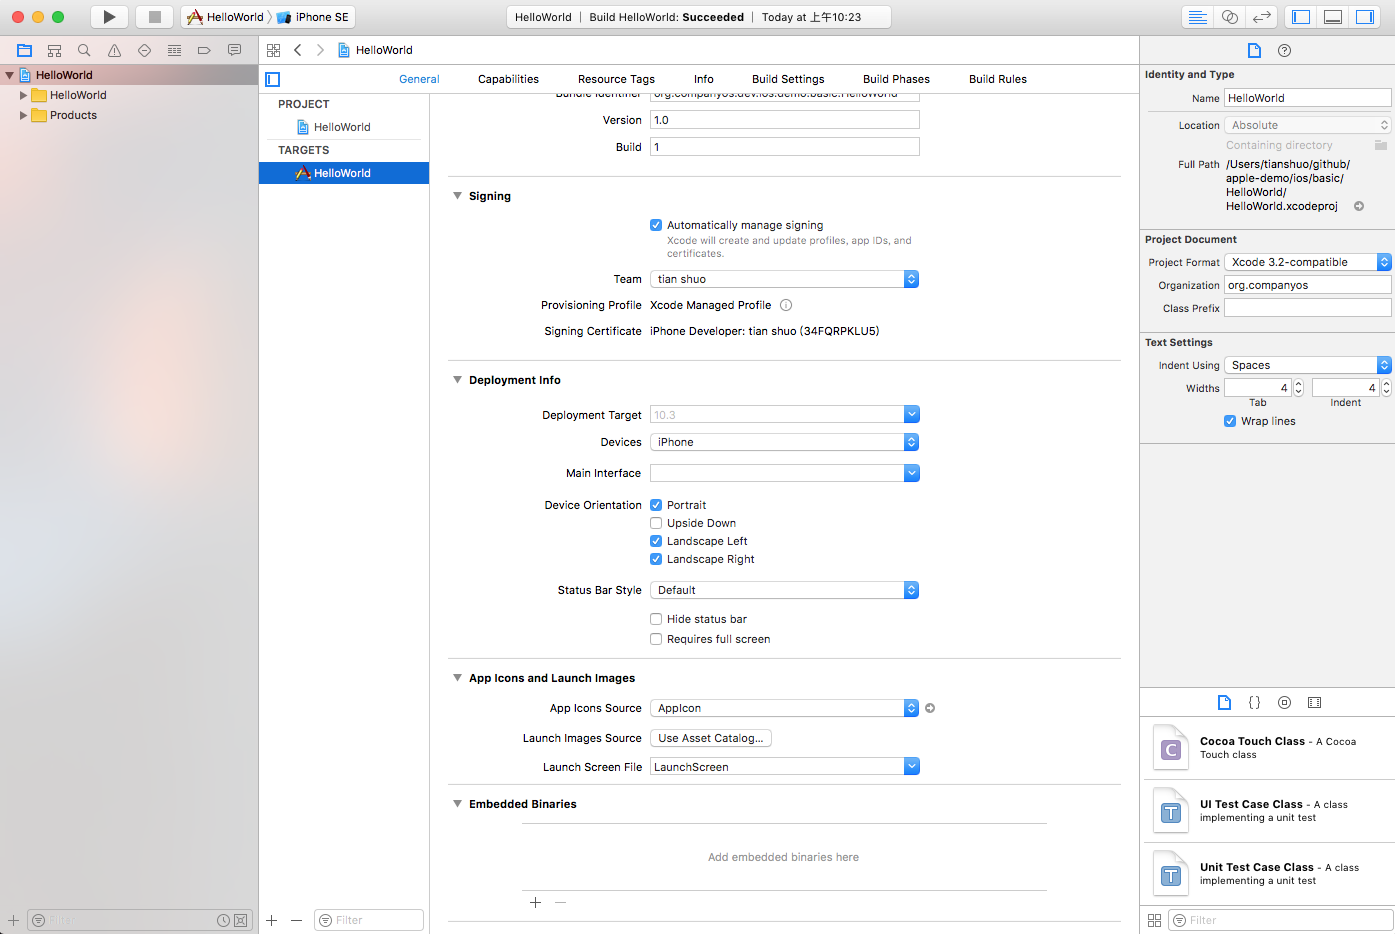 HelloWorld
iPhone SE
HelloWorld | Build HelloWorld: Succeeded | Today at 上午10:23
HelloWorld
HelloWorld
HelloWorld
Products
Filter
General
Capabilities
Resource Tags
Info
Build Settings
Build Phases
Build Rules
PROJECT
HelloWorld
TARGETS
HelloWorld
Filter
Bundle Identifier org.companyos.dev.ios.demo.basic.HelloWorld
Version 1.0
Build 1
Signing
Automatically manage signing
Xcode will create and update profiles, app IDs, and
certificates.
Team tian shuo
Provisioning Profile Xcode Managed Profile
Signing Certificate iPhone Developer: tian shuo (34FQRPKLU5)
Deployment Info
Deployment Target 10.3
Devices iPhone
Main Interface
Device Orientation Portrait
Upside Down
Landscape Left
Landscape Right
Status Bar Style Default
Hide status bar
Requires full screen
App Icons and Launch Images
App Icons Source AppIcon
Launch Images Source Use Asset Catalog...
Launch Screen File LaunchScreen
Embedded Binaries
Add embedded binaries here
Identity and Type
Name HelloWorld
Location Absolute
Containing directory
Full Path /Users/tianshuo/github/
apple-demo/ios/basic/
HelloWorld/
HelloWorld.xcodeproj
Project Document
Project Format Xcode 3.2-compatible
Organization org.companyos
Class Prefix
Text Settings
Indent Using Spaces
Widths 4 4
Tab Indent
Wrap lines
{ }
C
Cocoa Touch Class - A Cocoa
Touch class
T
UI Test Case Class - A class
implementing a unit test
T
Unit Test Case Class - A class
implementing a unit test
Filter